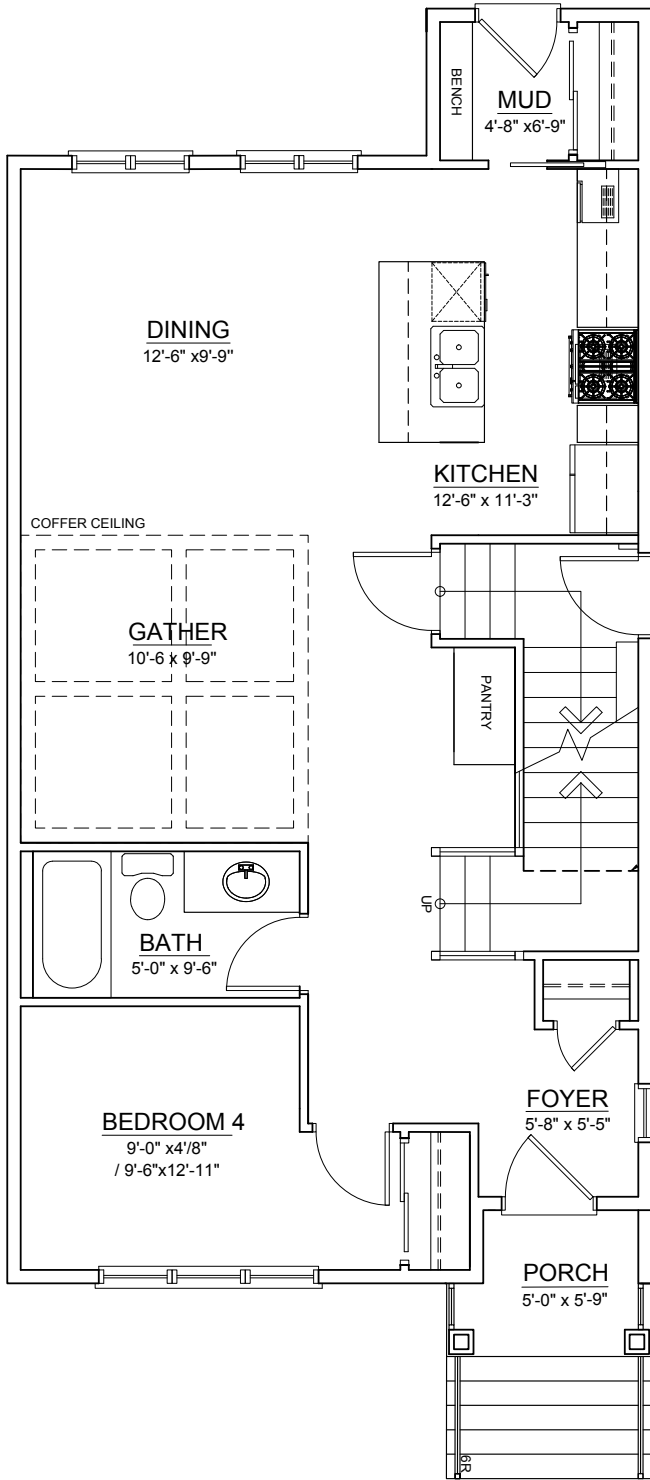 BENCH
MUD
4'-8" x6'-9"
DINING
12'-6" x9'-9"
KITCHEN
12'-6" x 11'-3"
COFFER CEILING
GATHER
10'-6 x 9'-9"
PANTRY
UP
BATH
5'-0" x 9'-6"
FOYER
5'-8" x 5'-5"
BEDROOM 4
9'-0" x4'/8"
/ 9'-6"x12'-11"
PORCH
5'-0" x 5'-9"
6R